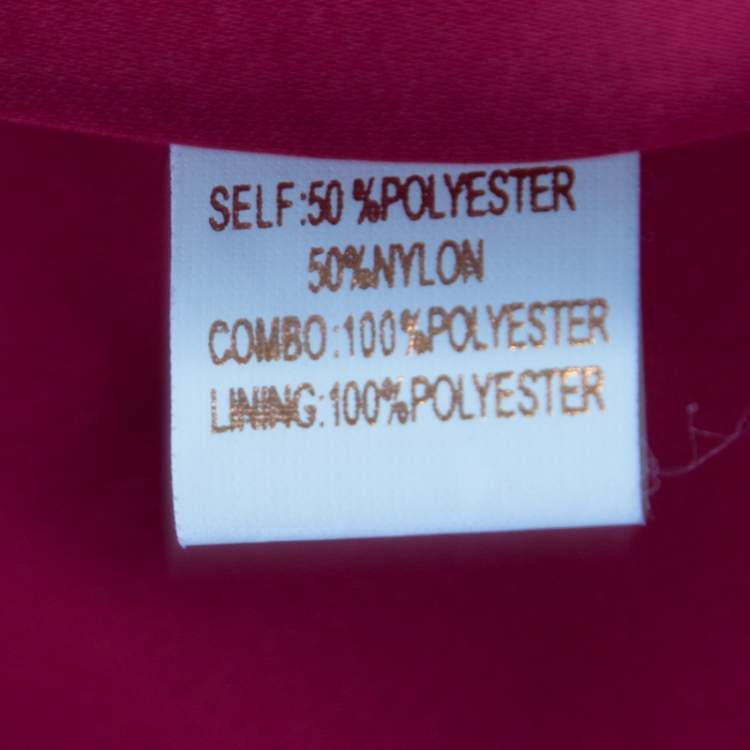 SELF:50 %POLYESTER
50%NYLON
COMBO:100%POLYESTER
LINING:100%POLYESTER